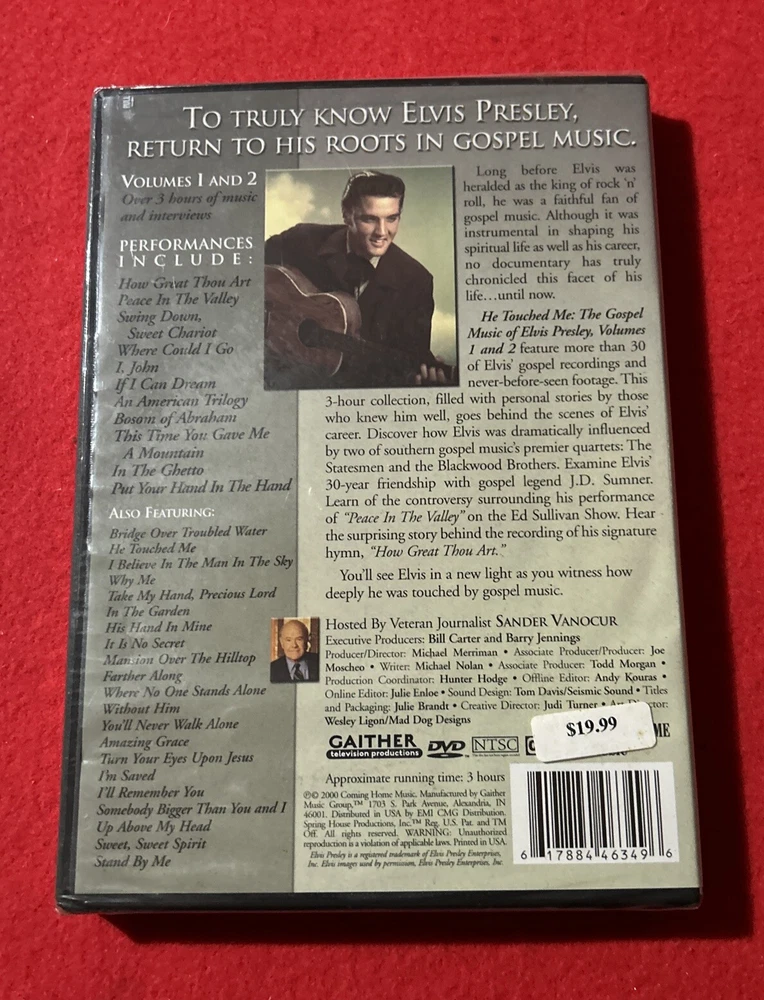 TO TRULY KNOW ELVIS PRESLEY,
RETURN TO HIS ROOTS IN GOSPEL MUSIC.
VOLUMES 1 AND 2
Over 3 hours of music
and interviews
PERFORMANCES
INCLUDE:
How Great Thou Art
Peace In The Valley
Swing Down,
Sweet Chariot
Where Could I Go
I, John
If I Can Dream
An American Trilogy
Bosom of Abraham
This Time You Gave Me
A Mountain
In The Ghetto
Put Your Hand In The Hand
ALSO FEATURING:
Bridge Over Troubled Water
He Touched Me
I Believe In The Man In The Sky
Why Me
Take My Hand, Precious Lord
In The Garden
His Hand In Mine
It Is No Secret
Mansion Over The Hilltop
Farther Along
Where No One Stands Alone
Without Him
You'll Never Walk Alone
Amazing Grace
Turn Your Eyes Upon Jesus
I'm Saved
I'll Remember You
Somebody Bigger Than You and I
Up Above My Head
Sweet, Sweet Spirit
Stand By Me
Long before Elvis was
heralded as the king of rock 'n'
roll, he was a faithful fan of
gospel music. Although it was
instrumental in shaping his
spiritual life as well as his career,
no documentary has truly
chronicled this facet of his
life…until now.
He Touched Me: The Gospel
Music of Elvis Presley, Volumes
1 and 2 feature more than 30
of Elvis' gospel recordings and
never-before-seen footage. This
3-hour collection, filled with personal stories by those
who knew him well, goes behind the scenes of Elvis'
career. Discover how Elvis was dramatically influenced
by two of southern gospel music's premier quartets: The
Statesmen and the Blackwood Brothers. Examine Elvis'
30-year friendship with gospel legend J.D. Sumner.
Learn of the controversy surrounding his performance
of "Peace In The Valley" on the Ed Sullivan Show. Hear
the surprising story behind the recording of his signature
hymn, "How Great Thou Art."
You'll see Elvis in a new light as you witness how
deeply he was touched by gospel music.
Hosted By Veteran Journalist SANDER VANOCUR
Executive Producers: Bill Carter and Barry Jennings
Producer/Director: Michael Merriman • Associate Producer/Producer: Joe
Moscheo • Writer: Michael Nolan • Associate Producer: Todd Morgan •
Production Coordinator: Hunter Hodge • Offline Editor: Andy Kouras •
Online Editor: Julie Enloe • Sound Design: Tom Davis/Seismic Sound • Titles
and Packaging: Julie Brandt • Creative Director: Judi Turner •
Wesley Ligon/Mad Dog Designs
$19.99
GAITHER
television productions
DVD
NTSC
Approximate running time: 3 hours
℗© 2000 Coming Home Music. Manufactured by Gaither
Music Group,™ 1703 S. Park Avenue, Alexandria, IN
46001. Distributed in USA by EMI CMG Distribution.
Spring House Productions, Inc.™ Reg. U.S. Pat. and TM
Off. All rights reserved. WARNING: Unauthorized
reproduction is a violation of applicable laws. Printed in USA.
Elvis Presley is a registered trademark of Elvis Presley Enterprises,
Inc. Elvis images used by permission, Elvis Presley Enterprises, Inc.
6 17884 46349 6